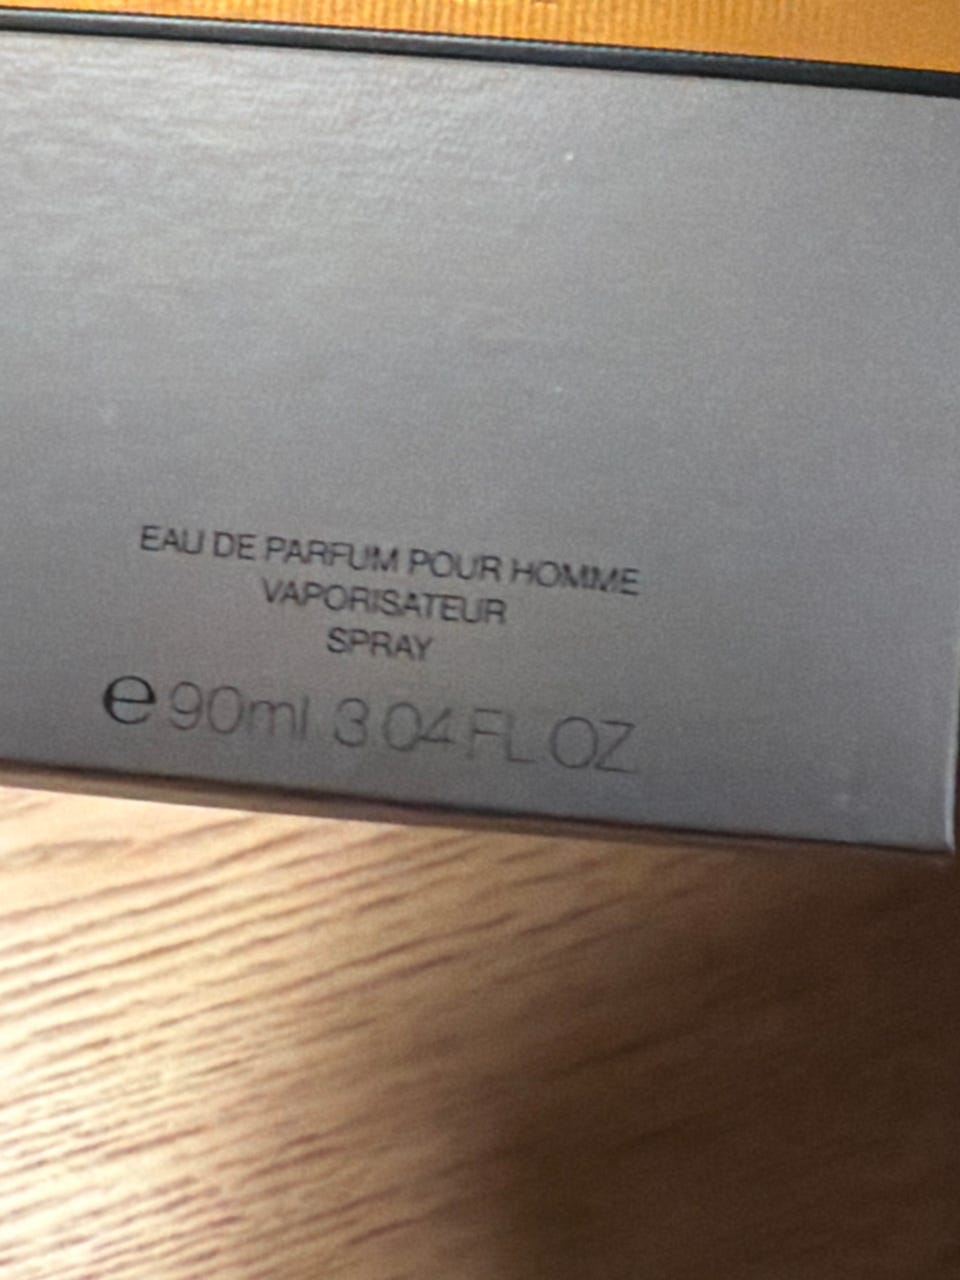 EAU DE PARFUM POUR HOMME
VAPORISATEUR
SPRAY
℮ 90ml 3 04 FL OZ